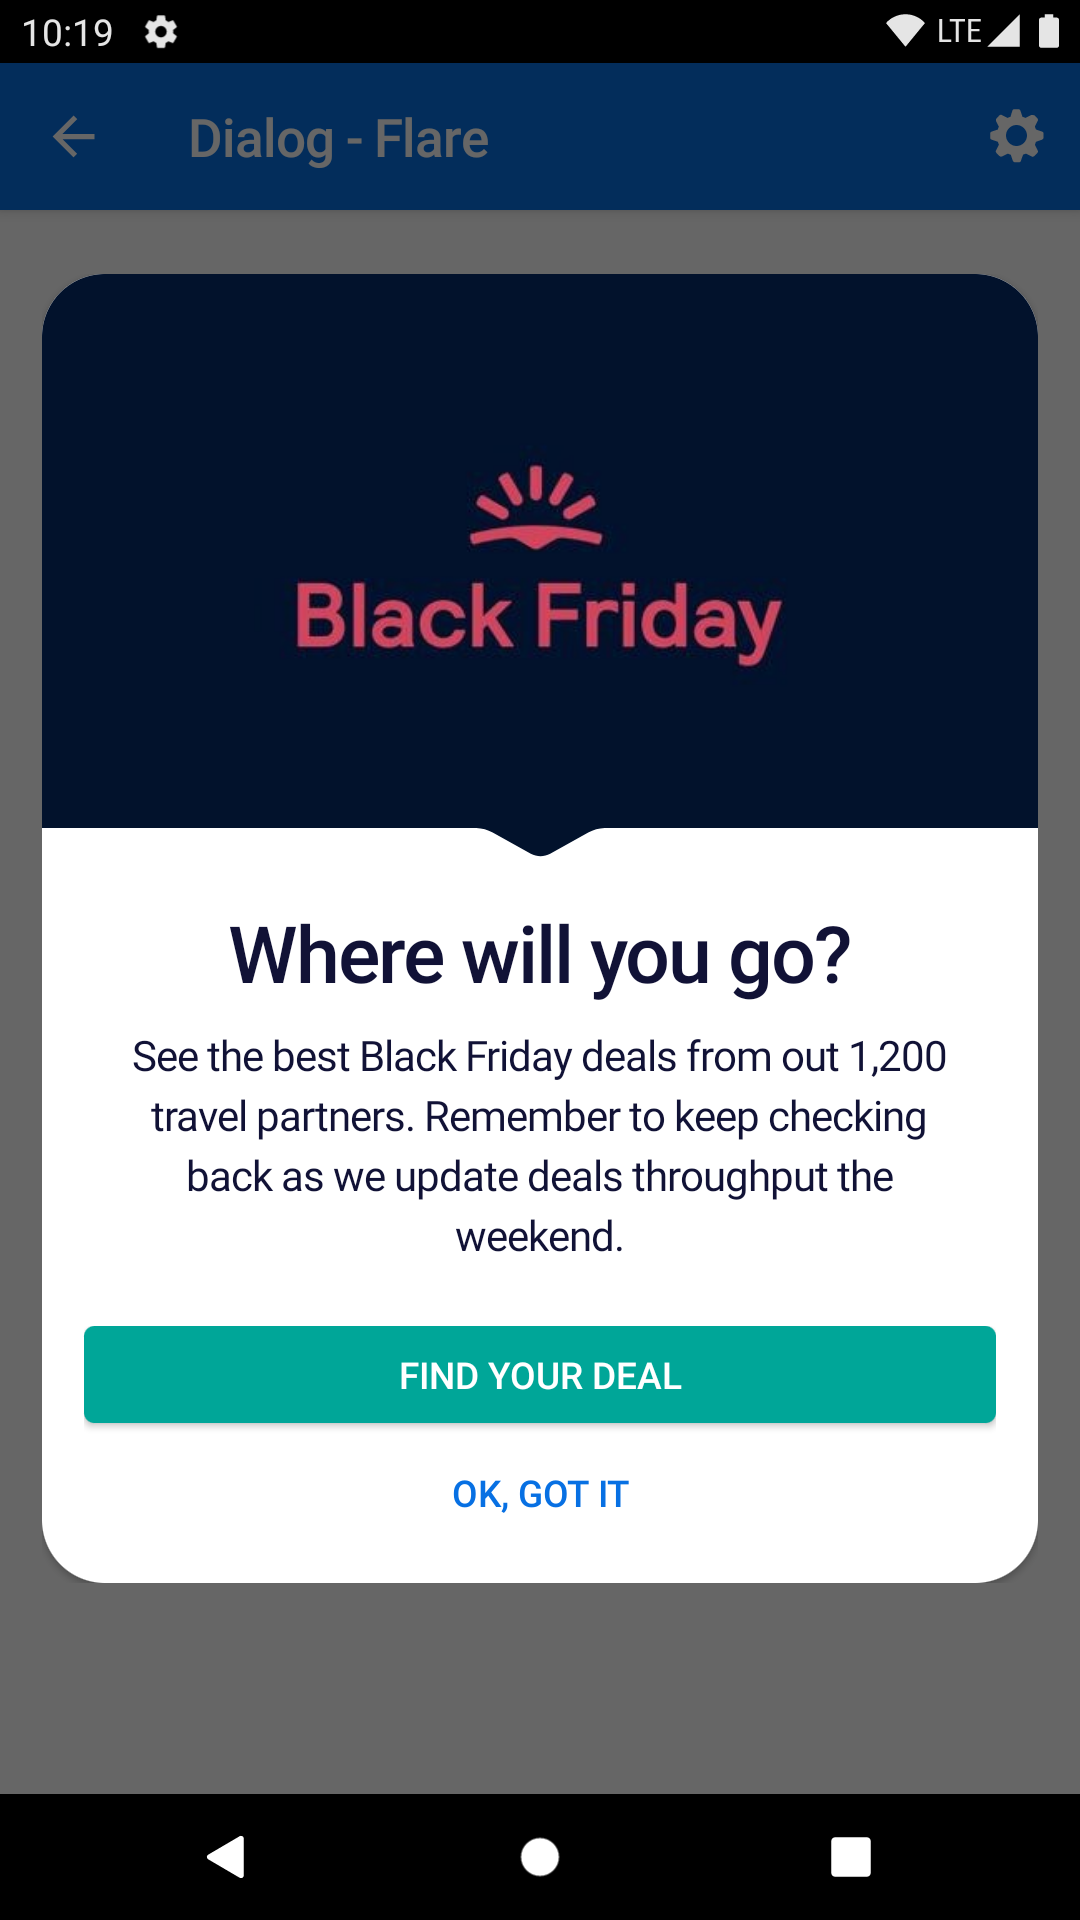 10:19
LTE
Dialog - Flare
Black Friday
Where will you go?
See the best Black Friday deals from out 1,200
travel partners. Remember to keep checking
back as we update deals throughput the
weekend.
FIND YOUR DEAL
OK, GOT IT